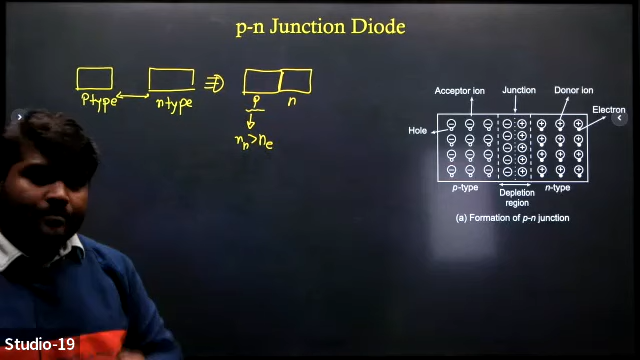 p-n Junction Diode
P type
n type
P
n
nₕ > nₑ
Acceptor ion
Junction
Donor ion
Electron
Hole
p-type
Depletion region
n-type
(a) Formation of p-n junction
Studio-19